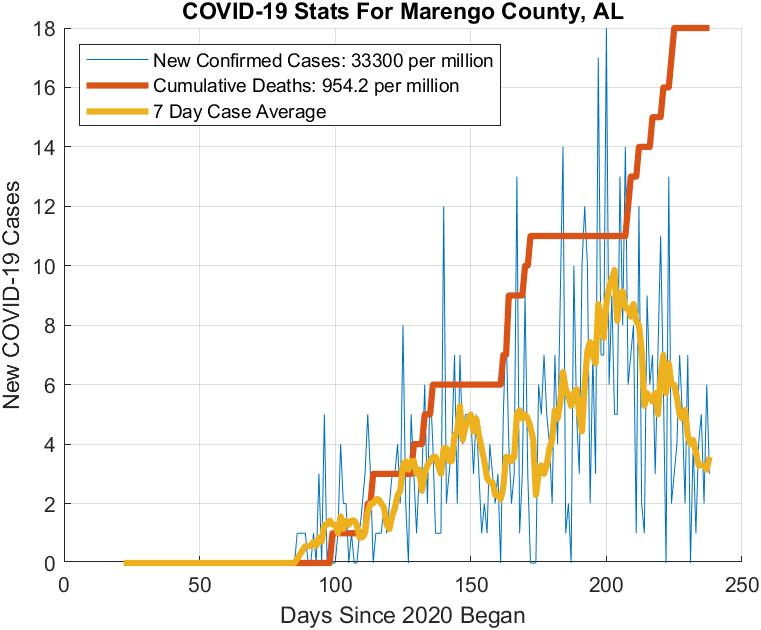 COVID-19 Stats For Marengo County, AL
New Confirmed Cases: 33300 per million
Cumulative Deaths: 954.2 per million
7 Day Case Average
New COVID-19 Cases
18
16
14
12
10
8
6
4
2
0
0 50 100 150 200 250
Days Since 2020 Began